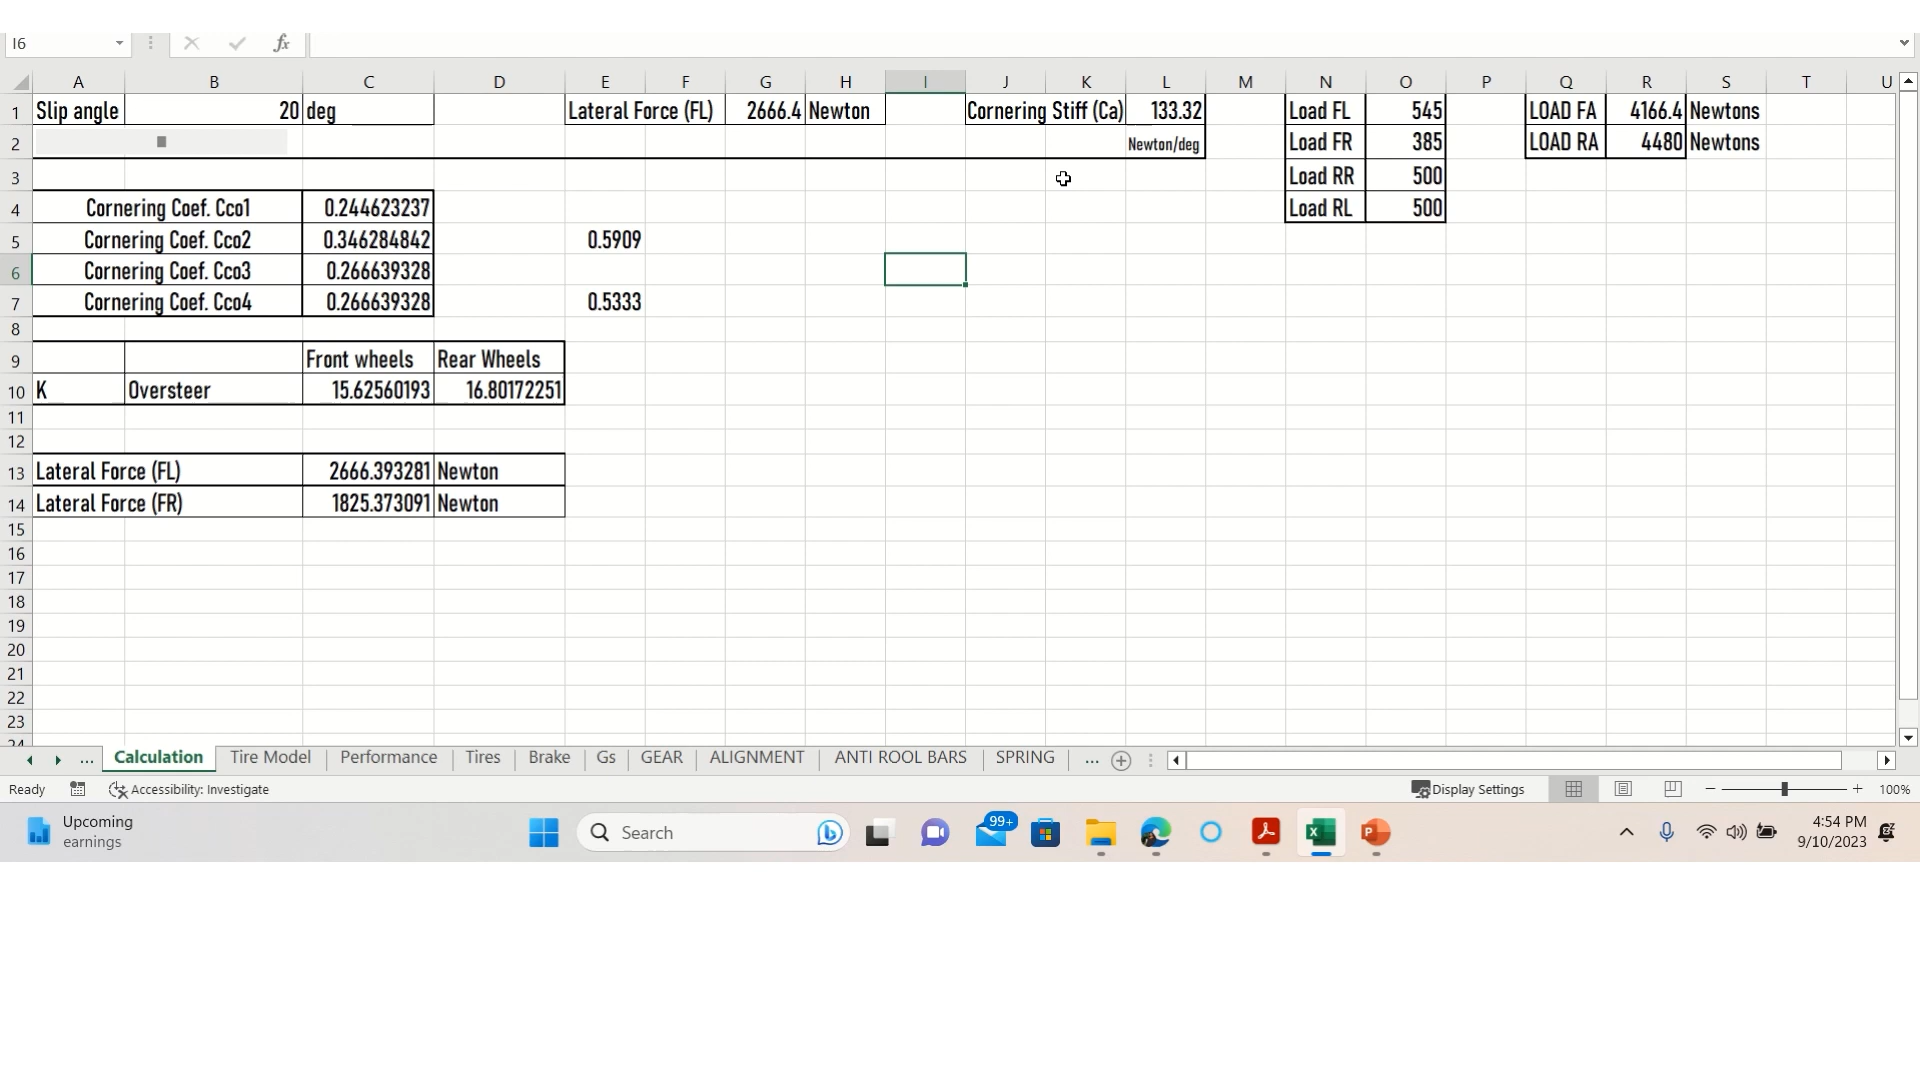 I6 fx
A B C D E F G H I J K L M N O P Q R S T U
1 Slip angle 20 deg Lateral Force (FL) 2666.4 Newton Cornering Stiff (Ca) 133.32 Load FL 545 LOAD FA 4166.4 Newtons
2 Newton/deg Load FR 385 LOAD RA 4480 Newtons
3 Load RR 500
4 Cornering Coef. Cco1 0.244623237 Load RL 500
5 Cornering Coef. Cco2 0.346284842 0.5909
6 Cornering Coef. Cco3 0.266639328
7 Cornering Coef. Cco4 0.266639328 0.5333
8
9 Front wheels Rear Wheels
10 K Oversteer 15.62560193 16.80172251
11
12
13 Lateral Force (FL) 2666.393281 Newton
14 Lateral Force (FR) 1825.373091 Newton
15
16
17
18
19
20
21
22
23
24
... Calculation Tire Model Performance Tires Brake Gs GEAR ALIGNMENT ANTI ROOL BARS SPRING ...
Ready Accessibility: Investigate Display Settings 100%
Upcoming Search 99+ 4:54 PM
earnings 9/10/2023